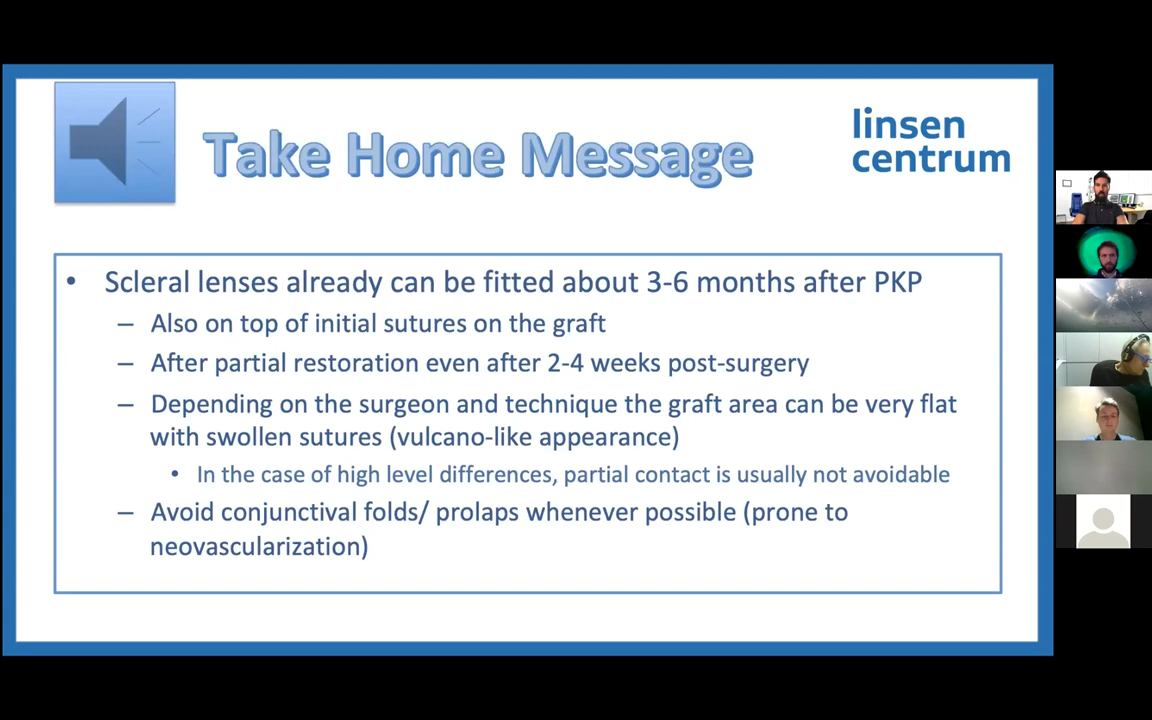 linsen
centrum
Take Home Message
• Scleral lenses already can be fitted about 3-6 months after PKP
– Also on top of initial sutures on the graft
– After partial restoration even after 2-4 weeks post-surgery
– Depending on the surgeon and technique the graft area can be very flat
with swollen sutures (vulcano-like appearance)
• In the case of high level differences, partial contact is usually not avoidable
– Avoid conjunctival folds/ prolaps whenever possible (prone to
neovascularization)